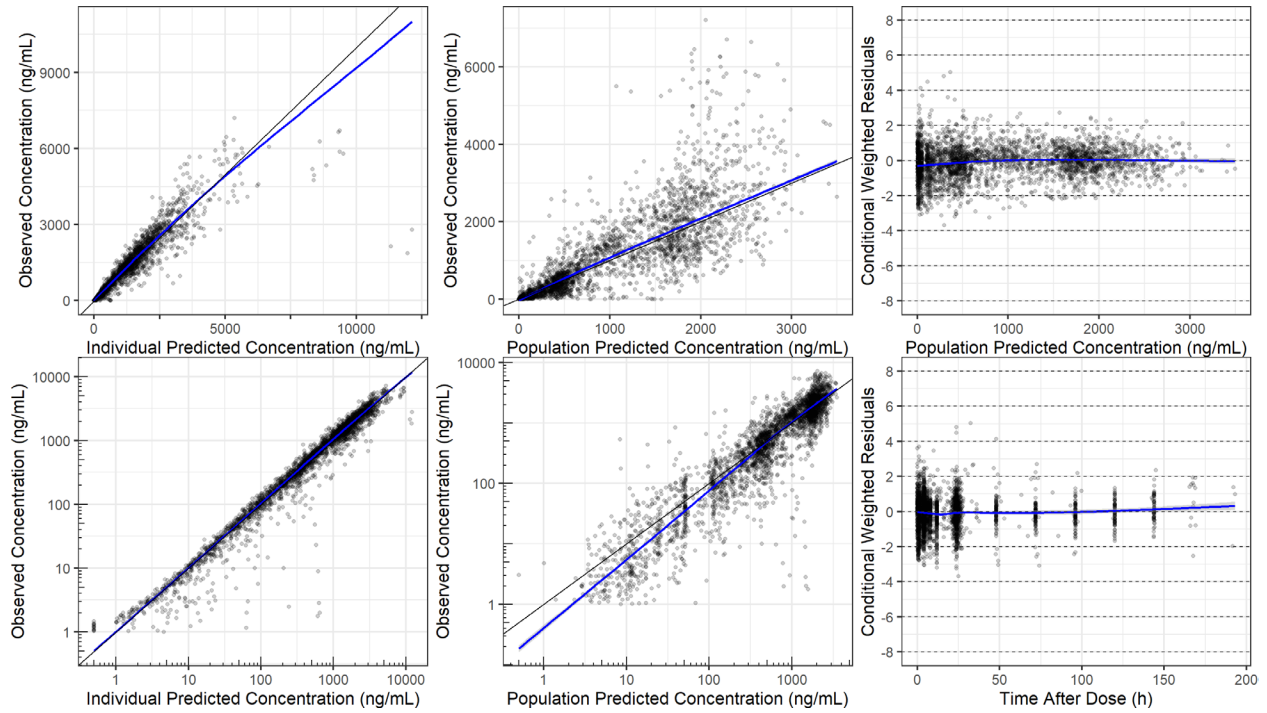 Observed Concentration (ng/mL)
9000
6000
3000
0
0 5000 10000
Individual Predicted Concentration (ng/mL)
Observed Concentration (ng/mL)
6000
4000
2000
0
0 1000 2000 3000
Population Predicted Concentration (ng/mL)
Conditional Weighted Residuals
8
6
4
2
0
-2
-4
-6
-8
0 1000 2000 3000
Population Predicted Concentration (ng/mL)
Observed Concentration (ng/mL)
10000
1000
100
10
1
1 10 100 1000 10000
Individual Predicted Concentration (ng/mL)
Observed Concentration (ng/mL)
10000
100
1
1 10 100 1000
Population Predicted Concentration (ng/mL)
Conditional Weighted Residuals
8
6
4
2
0
-2
-4
-6
-8
0 25 50 75 100 125 150 175 200
Time After Dose (h)